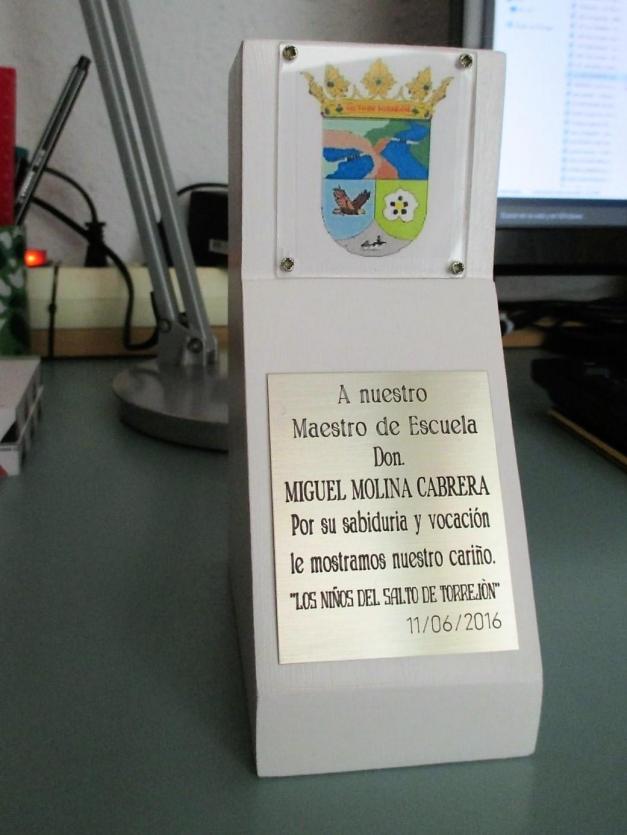 A nuestro
Maestro de Escuela
Don.
MIGUEL MOLINA CABRERA
Por su sabiduria y vocación
le mostramos nuestro cariño.
"LOS NIÑOS DEL SALTO DE TORREJÒN"
11/06/2016